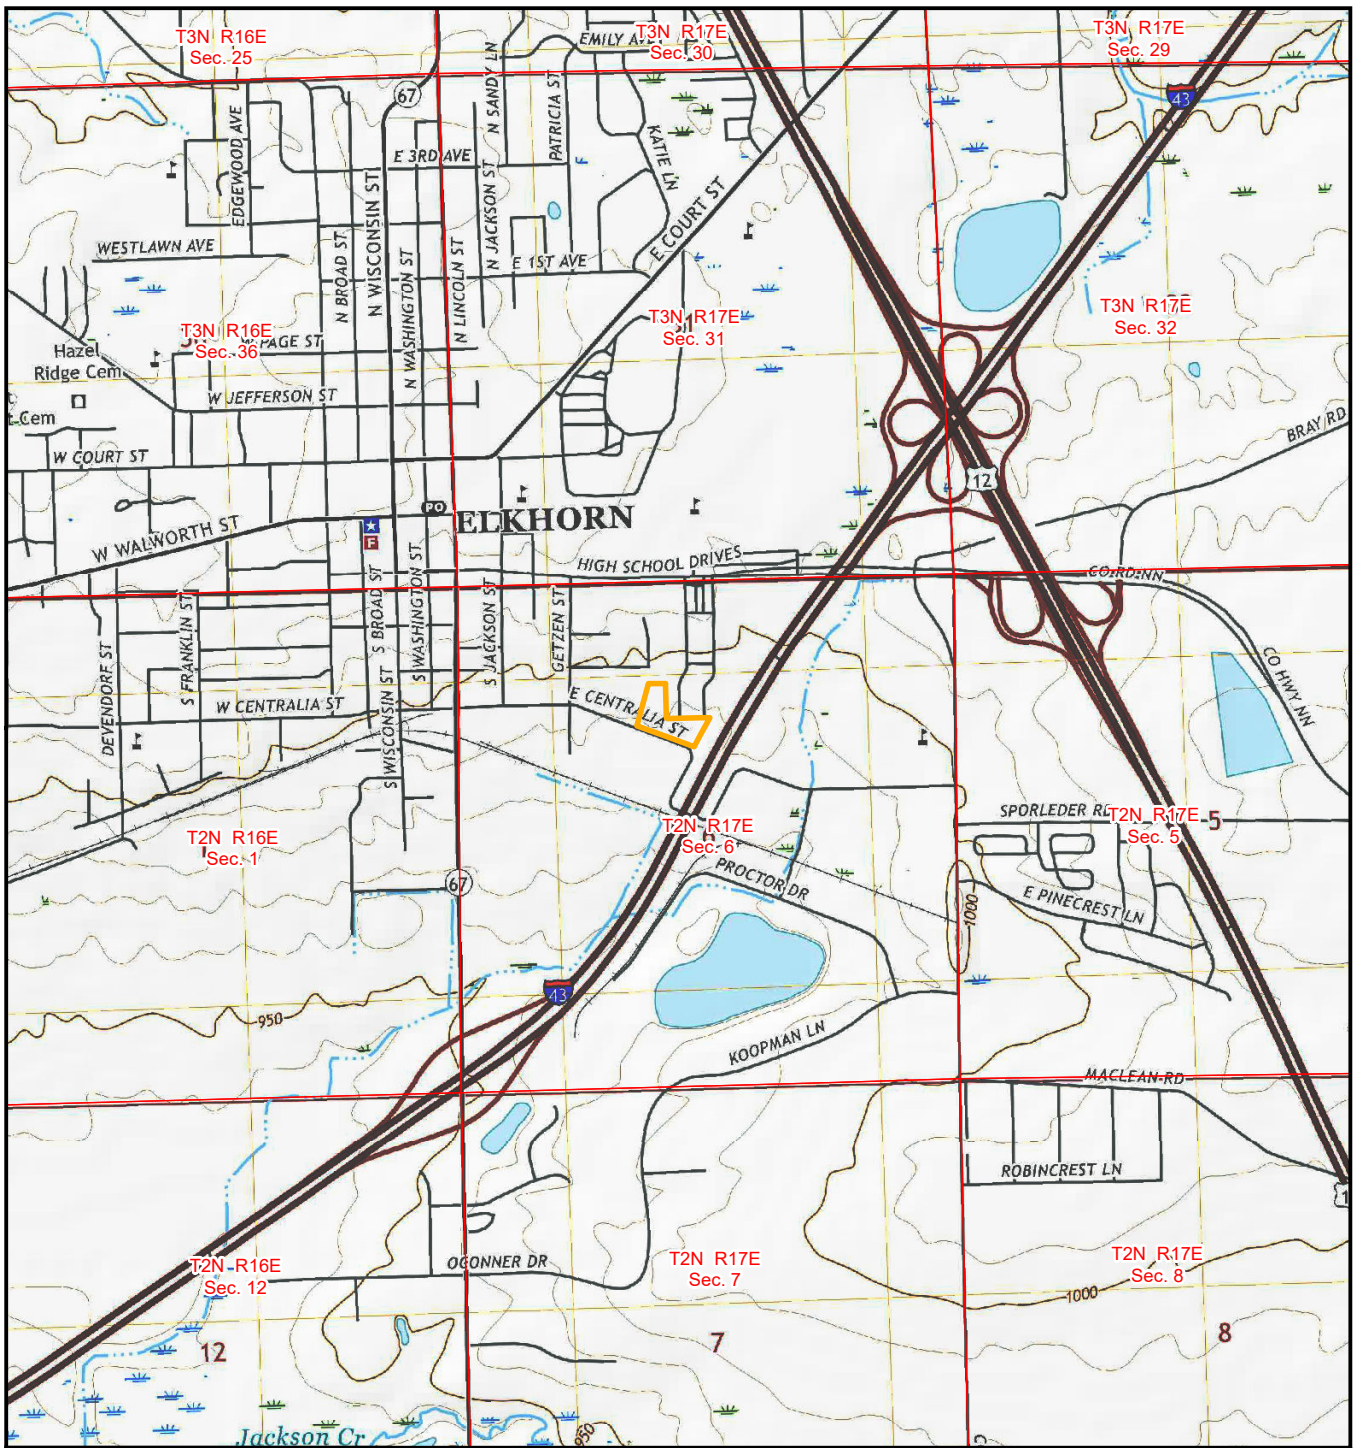 T3N R16E
Sec. 25
EMILY AVE
T3N R17E
Sec. 30
T3N R17E
Sec. 29
67
43
N SANDY LN
PATRICIA ST
KATIE LN
EDGEWOOD AVE
E 3RD AVE
N JACKSON ST
E COURT ST
WESTLAWN AVE
N BROAD ST
N WISCONSIN ST
N WASHINGTON ST
N LINCOLN ST
E 1ST AVE
T3N R16E
Sec. 36
W PAGE ST
T3N R17E
Sec. 31
T3N R17E
Sec. 32
Hazel
Ridge Cem
W JEFFERSON ST
Cem
W COURT ST
BRAY RD
12
PO
ELKHORN
W WALWORTH ST
F
HIGH SCHOOL DRIVES
CO RD NN
DEVENDORF ST
S FRANKLIN ST
S BROAD ST
S WASHINGTON ST
S JACKSON ST
GETZEN ST
CO HWY NN
W CENTRALIA ST
E CENTRALIA ST
S WISCONSIN ST
T2N R16E
Sec. 1
T2N R17E
Sec. 6
SPORLEDER RD
T2N R17E
Sec. 5
5
67
PROCTOR DR
E PINECREST LN
1000
43
950
KOOPMAN LN
MACLEAN RD
ROBINCREST LN
T2N R16E
Sec. 12
OGONNER DR
T2N R17E
Sec. 7
T2N R17E
Sec. 8
1000
12
7
8
Jackson Cr
950